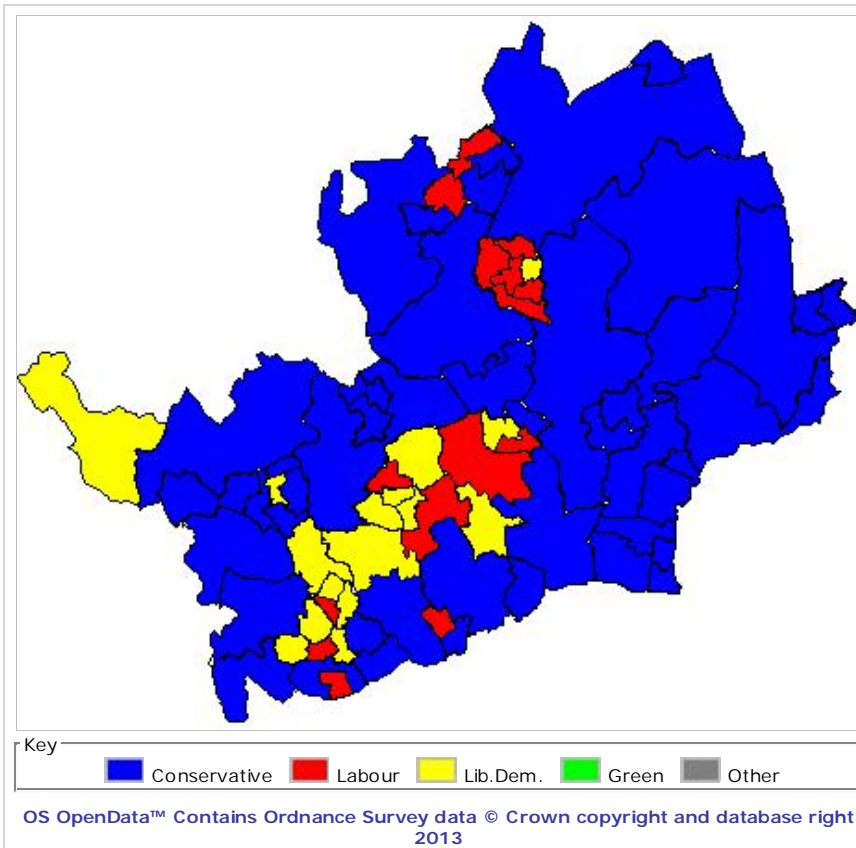 Key
Conservative Labour Lib.Dem. Green Other
OS OpenData™ Contains Ordnance Survey data © Crown copyright and database right
2013